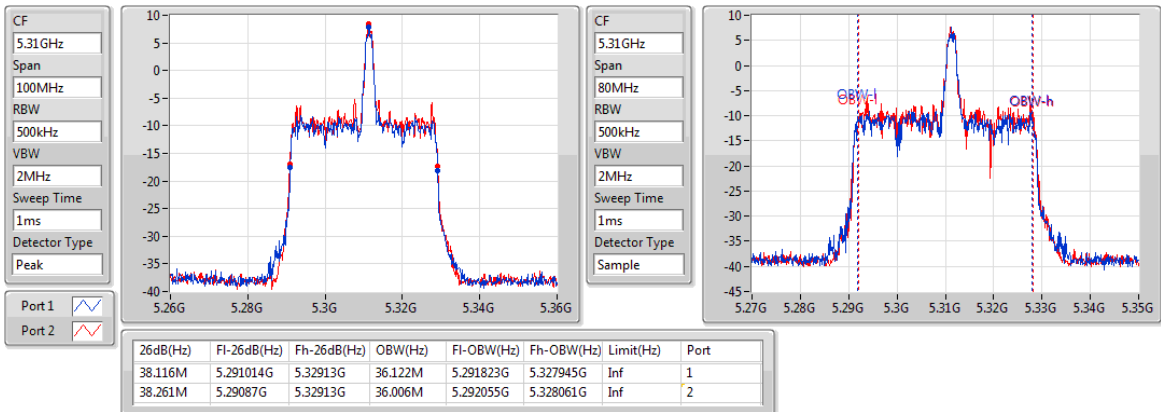 CF
5.31GHz
Span
100MHz
RBW
500kHz
VBW
2MHz
Sweep Time
1ms
Detector Type
Peak
Port 1
Port 2
10
5
0
-5
-10
-15
-20
-25
-30
-35
-40
5.26G 5.3G 5.32G 5.34G 5.36G
CF
5.31GHz
Span
80MHz
RBW
500kHz
VBW
2MHz
Sweep Time
1ms
Detector Type
Sample
10
5
0
-5
-10
-15
-20
-25
-30
-35
-40
-45
OBW-l
OBW-l
OBW-h
OBW-h
5.27G 5.29G 5.3G 5.31G 5.32G 5.33G 5.34G 5.35G
26dB(Hz) Fl-26dB(Hz) Fh-26dB(Hz) OBW(Hz) Fl-OBW(Hz) Fh-OBW(Hz) Limit(Hz) Port
38.116M 5.291014G 5.32913G 36.122M 5.291823G 5.327945G Inf 1
38.261M 5.29087G 5.32913G 36.006M 5.292055G 5.328061G Inf 2